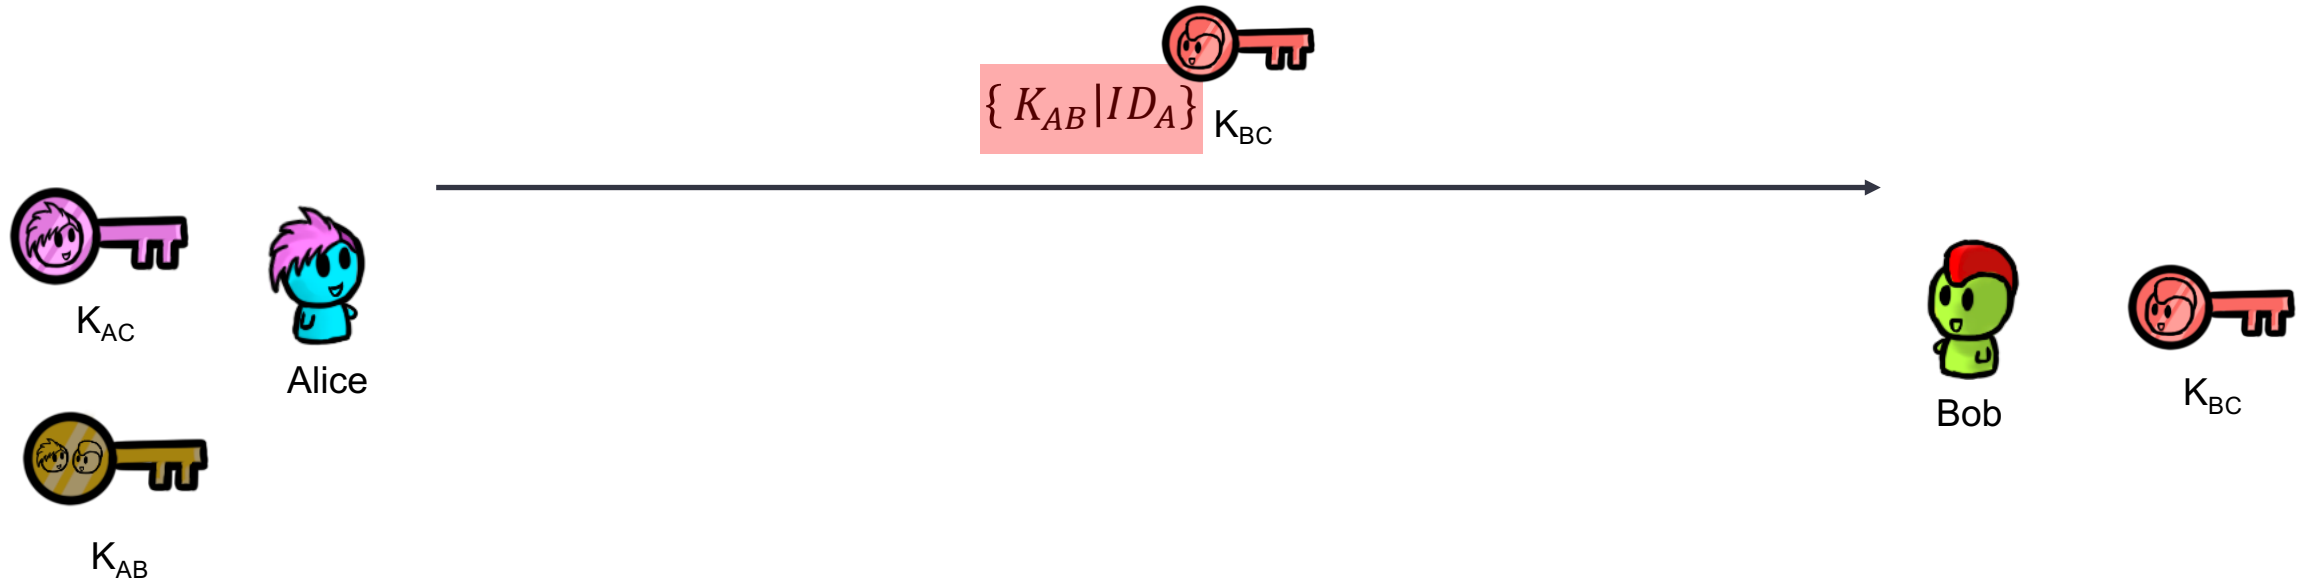 { K_AB|ID_A}
K_BC
K_AC
Alice
Bob
K_BC
K_AB